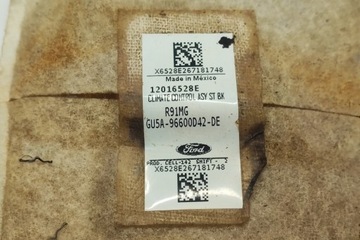 X6528E267181748
Made in Mexico
12016528E
CLIMATE CONTROL ASY ST BK
R91MG
GU5A-96600D42-DE
Ford
PROD. CELL-102 SHIFT - 2
X6528E267181748